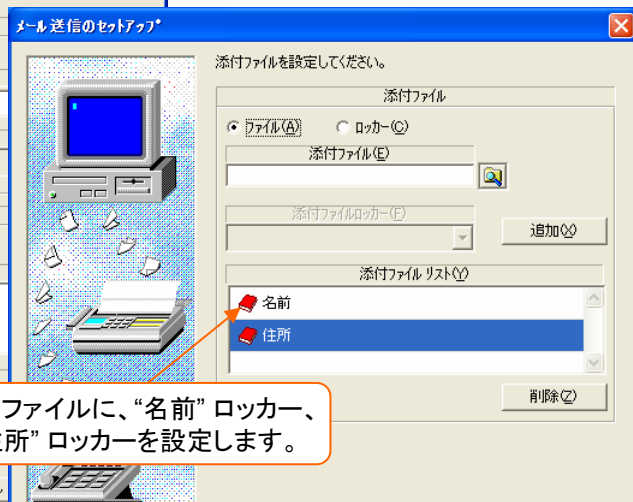 メール送信のセットアップ
添付ファイルを設定してください。
添付ファイル
ファイル(A)
ロッカー(C)
添付ファイル(E)
添付ファイルロッカー(F)
追加(X)
添付ファイル リスト(Y)
名前
住所
削除(Z)
ファイルに、“名前” ロッカー、
住所” ロッカーを設定します。